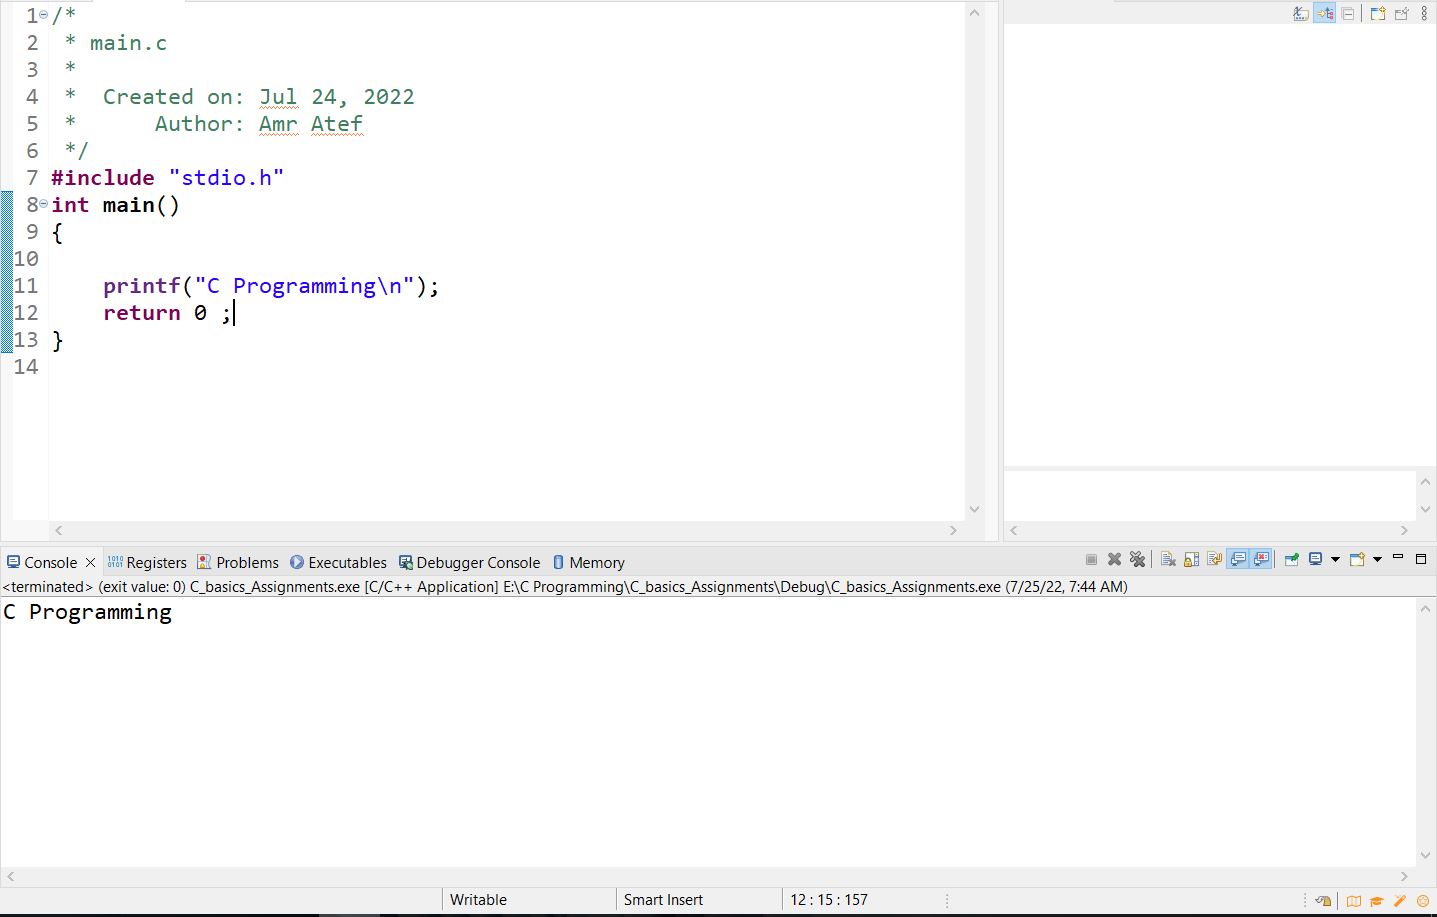 1 /*
2  * main.c
3  *
4  *  Created on: Jul 24, 2022
5  *      Author: Amr Atef
6  */
7 #include "stdio.h"
8 int main()
9 {
10
11     printf("C Programming\n");
12     return 0 ;
13 }
14
Console Registers Problems Executables Debugger Console Memory
<terminated> (exit value: 0) C_basics_Assignments.exe [C/C++ Application] E:\C Programming\C_basics_Assignments\Debug\C_basics_Assignments.exe (7/25/22, 7:44 AM)
C Programming
Writable Smart Insert 12 : 15 : 157